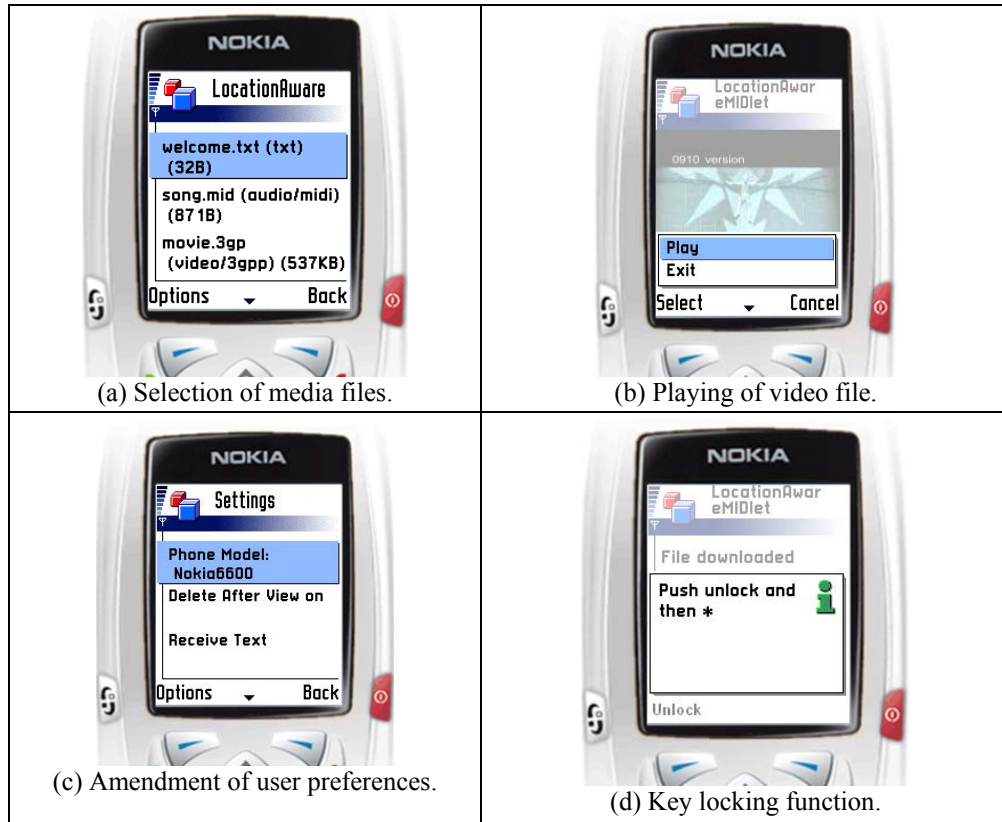 NOKIA
LocationAware
welcome.txt (txt)
(32B)
song.mid (audio/midi)
(871B)
movie.3gp
(video/3gpp) (537KB)
Options Back
(a) Selection of media files.
NOKIA
LocationAwar
eMIDlet
0910 version
Play
Exit
Select Cancel
(b) Playing of video file.
NOKIA
Settings
Phone Model:
Nokia6600
Delete After View on
Receive Text
Options Back
(c) Amendment of user preferences.
NOKIA
LocationAwar
eMIDlet
File downloaded
Push unlock and
then *
Unlock
(d) Key locking function.